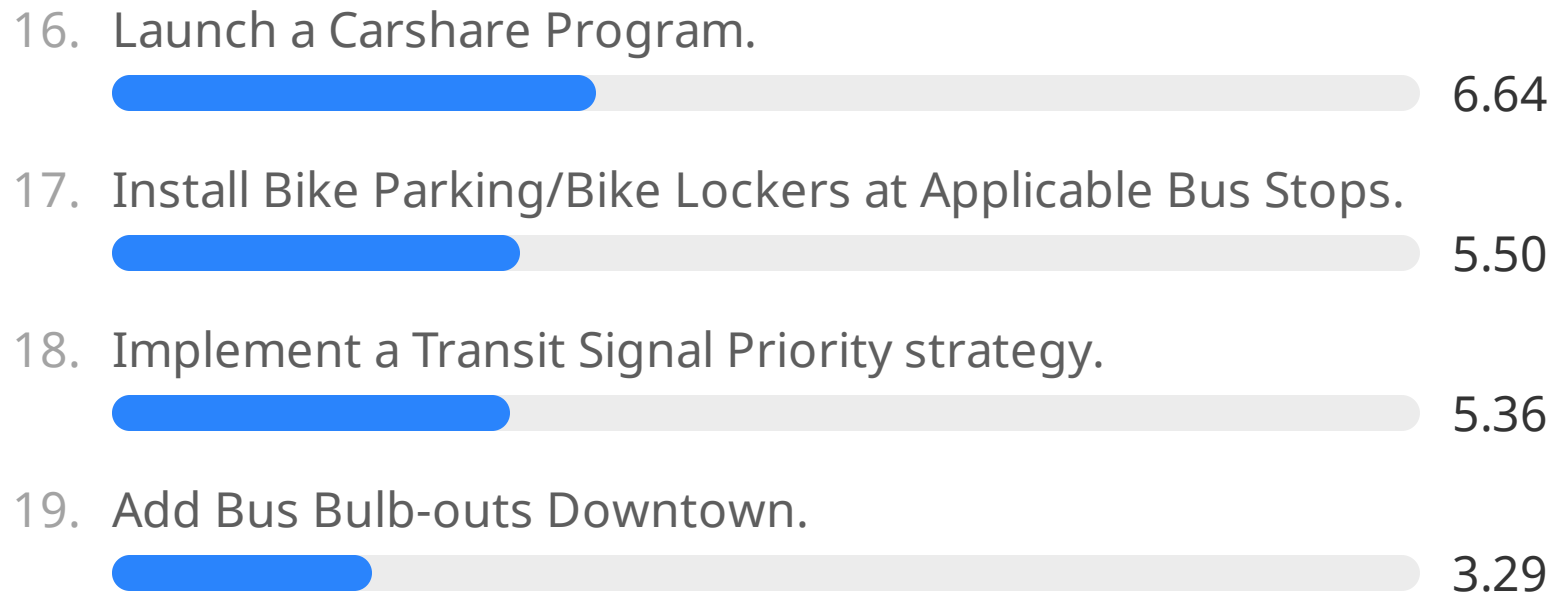 16. Launch a Carshare Program.
6.64
17. Install Bike Parking/Bike Lockers at Applicable Bus Stops.
5.50
18. Implement a Transit Signal Priority strategy.
5.36
19. Add Bus Bulb-outs Downtown.
3.29